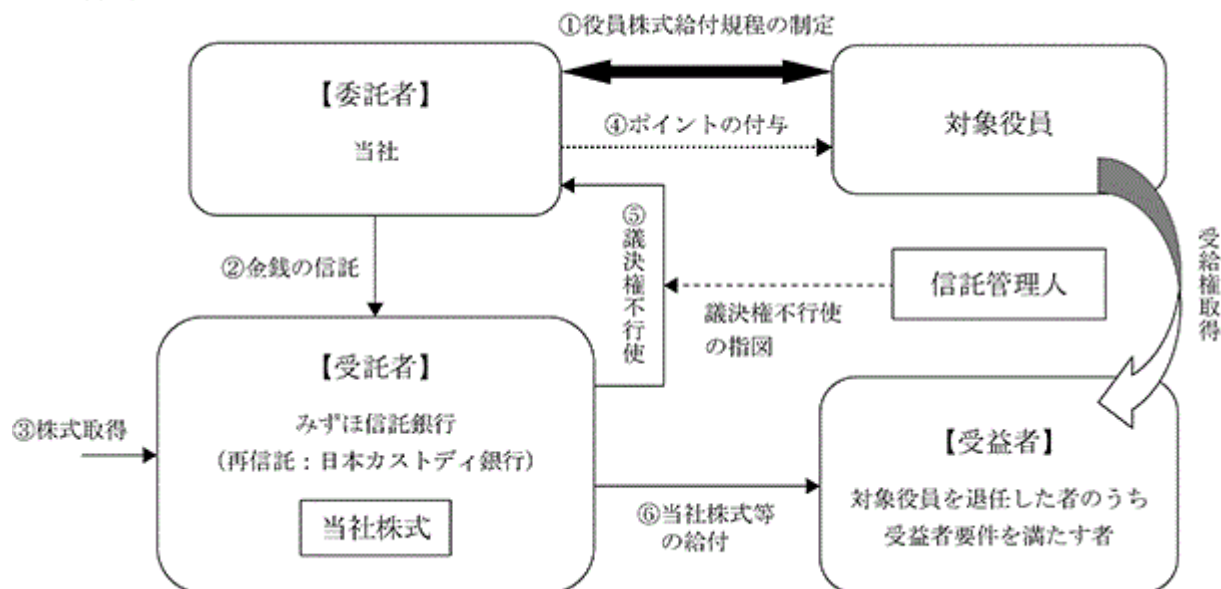 ①役員株式給付規程の制定
【委託者】
当社
④ポイントの付与
対象役員
⑤議決権不行使
②金銭の信託
信託管理人
議決権不行使
の指図
受給権取得
【受託者】
みずほ信託銀行
（再信託：日本カストディ銀行）
当社株式
③株式取得
⑥当社株式等
の給付
【受益者】
対象役員を退任した者のうち
受益者要件を満たす者